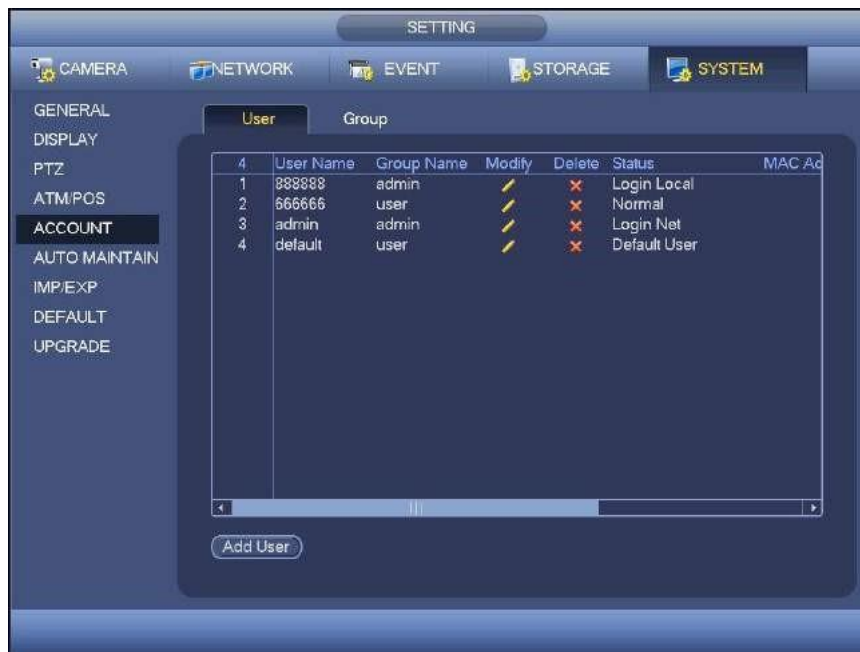 SETTING
CAMERA NETWORK EVENT STORAGE SYSTEM
GENERAL
DISPLAY
PTZ
ATM/POS
ACCOUNT
AUTO MAINTAIN
IMP/EXP
DEFAULT
UPGRADE
User Group
4 User Name Group Name Modify Delete Status MAC Ad
1 888888 admin Login Local
2 666666 user Normal
3 admin admin Login Net
4 default user Default User
Add User